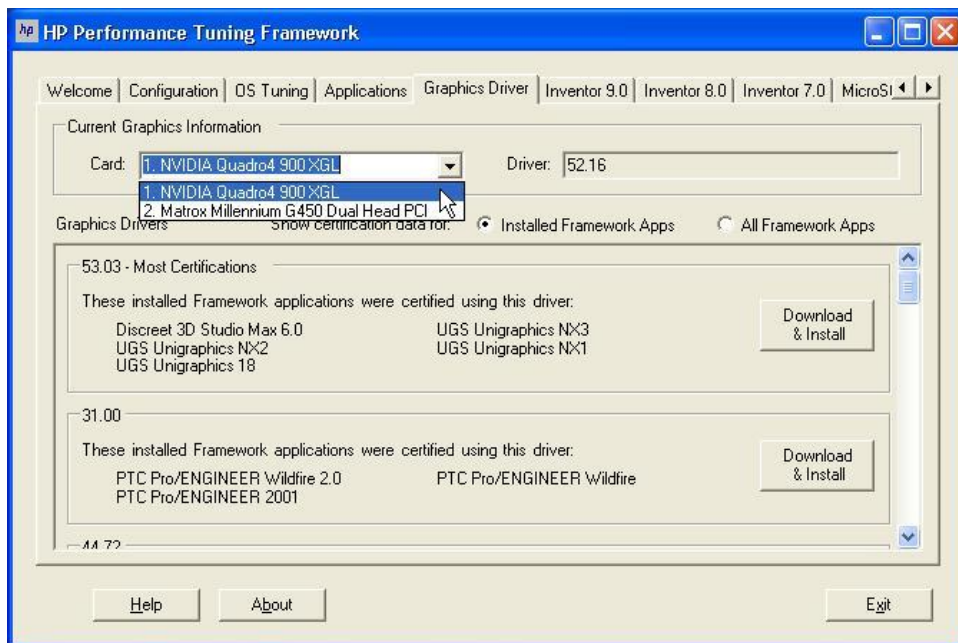 hp HP Performance Tuning Framework
Welcome Configuration OS Tuning Applications Graphics Driver Inventor 9.0 Inventor 8.0 Inventor 7.0 MicroSt
Current Graphics Information
Card: 1. NVIDIA Quadro4 900 XGL Driver: 52.16
1. NVIDIA Quadro4 900 XGL
2. Matrox Millennium G450 Dual Head PCI
Graphics Drivers Show certification data for: Installed Framework Apps All Framework Apps
53.03 - Most Certifications
These installed Framework applications were certified using this driver:
Discreet 3D Studio Max 6.0 UGS Unigraphics NX3
UGS Unigraphics NX2 UGS Unigraphics NX1
UGS Unigraphics 18
Download
& Install
31.00
These installed Framework applications were certified using this driver:
PTC Pro/ENGINEER Wildfire 2.0 PTC Pro/ENGINEER Wildfire
PTC Pro/ENGINEER 2001
Download
& Install
44.72
Help About Exit